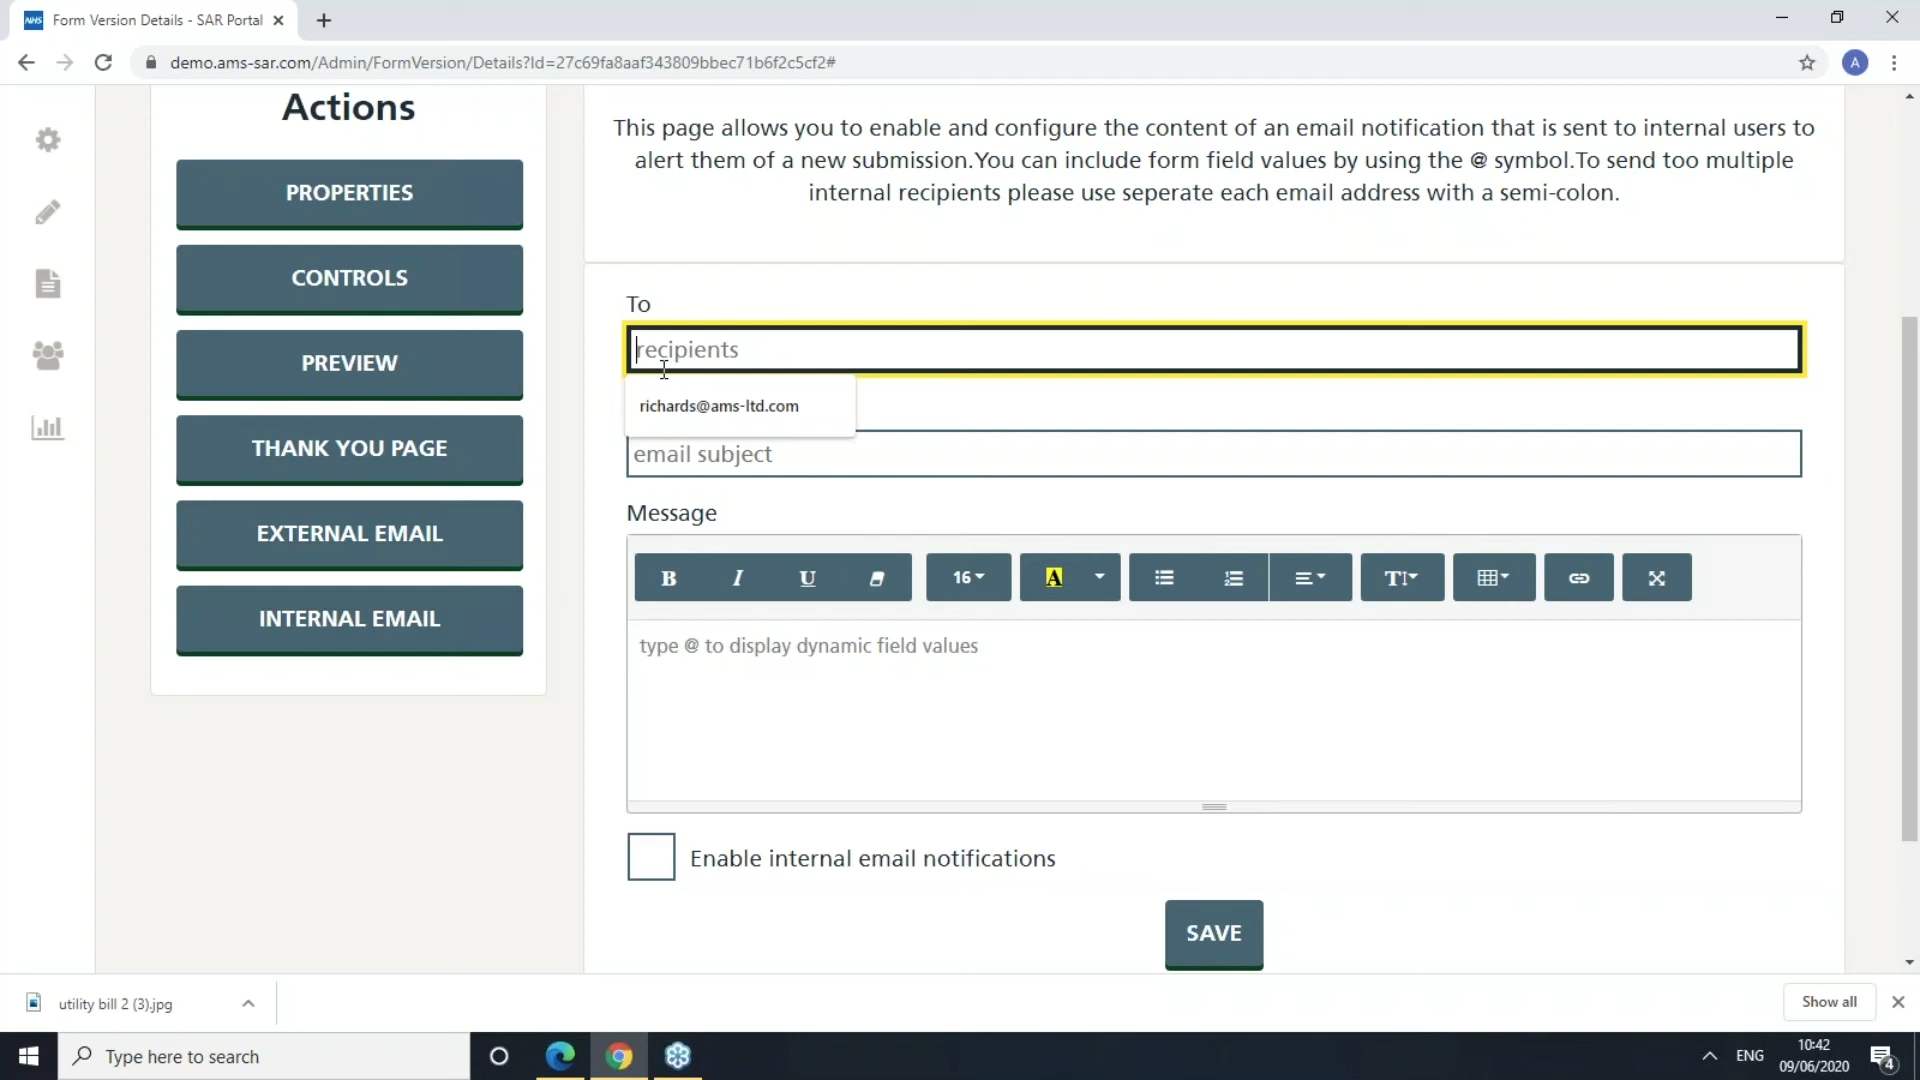 NHS Form Version Details - SAR Portal
demo.ams-sar.com/Admin/FormVersion/Details?Id=27c69fa8aaf343809bbec71b6f2c5cf2#
A
Actions
PROPERTIES
CONTROLS
PREVIEW
THANK YOU PAGE
EXTERNAL EMAIL
INTERNAL EMAIL
This page allows you to enable and configure the content of an email notification that is sent to internal users to
alert them of a new submission.You can include form field values by using the @ symbol.To send too multiple
internal recipients please use seperate each email address with a semi-colon.
To
recipients
richards@ams-ltd.com
email subject
Message
B I U 16 A T
type @ to display dynamic field values
Enable internal email notifications
SAVE
utility bill 2 (3).jpg
Show all
Type here to search
ENG
10:42
09/06/2020
4